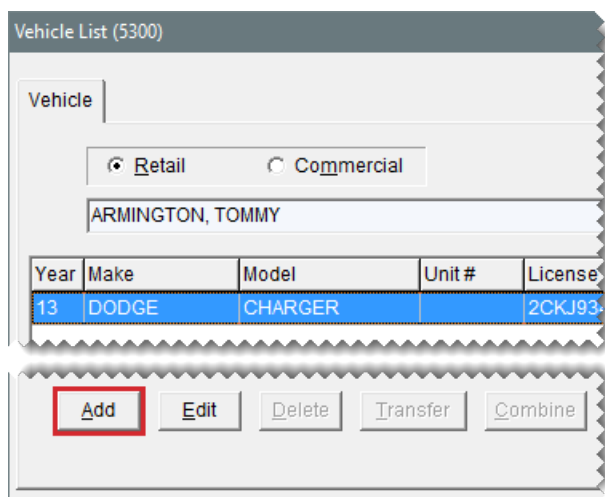 Vehicle List (5300)
Vehicle
Retail Commercial
ARMINGTON, TOMMY
Year Make Model Unit # License
13 DODGE CHARGER
Add Edit Delete Transfer Combine